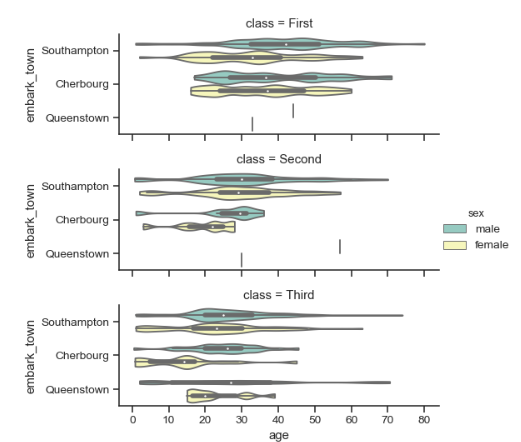 class = First
embark_town
Southampton
Cherbourg
Queenstown
class = Second
embark_town
Southampton
Cherbourg
Queenstown
sex
male
female
class = Third
embark_town
Southampton
Cherbourg
Queenstown
0 10 20 30 40 50 60 70 80
age